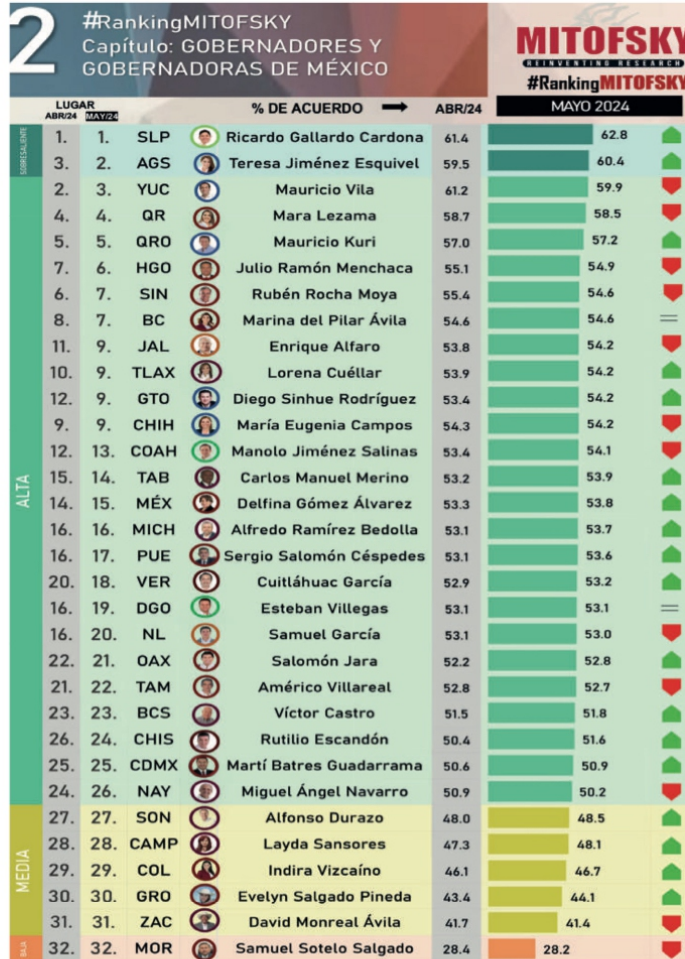 2
#RankingMITOFSKY
Capítulo: GOBERNADORES Y
GOBERNADORAS DE MÉXICO
MITOFSKY
REINVENTING RESEARCH
#RankingMITOFSKY
LUGAR
ABR/24 MAY/24 % DE ACUERDO ABR/24 MAYO 2024
SOBRESALIENTE
1. 1. SLP Ricardo Gallardo Cardona 61.4 62.8
3. 2. AGS Teresa Jiménez Esquivel 59.5 60.4
ALTA
2. 3. YUC Mauricio Vila 61.2 59.9
4. 4. QR Mara Lezama 58.7 58.5
5. 5. QRO Mauricio Kuri 57.0 57.2
7. 6. HGO Julio Ramón Menchaca 55.1 54.9
6. 7. SIN Rubén Rocha Moya 55.4 54.6
8. 7. BC Marina del Pilar Ávila 54.6 54.6
11. 9. JAL Enrique Alfaro 53.8 54.2
10. 9. TLAX Lorena Cuéllar 53.9 54.2
12. 9. GTO Diego Sinhue Rodríguez 53.4 54.2
9. 9. CHIH María Eugenia Campos 54.3 54.2
12. 13. COAH Manolo Jiménez Salinas 53.4 54.1
15. 14. TAB Carlos Manuel Merino 53.2 53.9
14. 15. MÉX Delfina Gómez Álvarez 53.3 53.8
16. 16. MICH Alfredo Ramírez Bedolla 53.1 53.7
16. 17. PUE Sergio Salomón Céspedes 53.1 53.6
20. 18. VER Cuitláhuac García 52.9 53.2
16. 19. DGO Esteban Villegas 53.1 53.1
16. 20. NL Samuel García 53.1 53.0
22. 21. OAX Salomón Jara 52.2 52.8
21. 22. TAM Américo Villareal 52.8 52.7
23. 23. BCS Víctor Castro 51.5 51.8
26. 24. CHIS Rutilio Escandón 50.4 51.6
25. 25. CDMX Martí Batres Guadarrama 50.6 50.9
24. 26. NAY Miguel Ángel Navarro 50.9 50.2
MEDIA
27. 27. SON Alfonso Durazo 48.0 48.5
28. 28. CAMP Layda Sansores 47.3 48.1
29. 29. COL Indira Vizcaíno 46.1 46.7
30. 30. GRO Evelyn Salgado Pineda 43.4 44.1
31. 31. ZAC David Monreal Ávila 41.7 41.4
BAJA
32. 32. MOR Samuel Sotelo Salgado 28.4 28.2